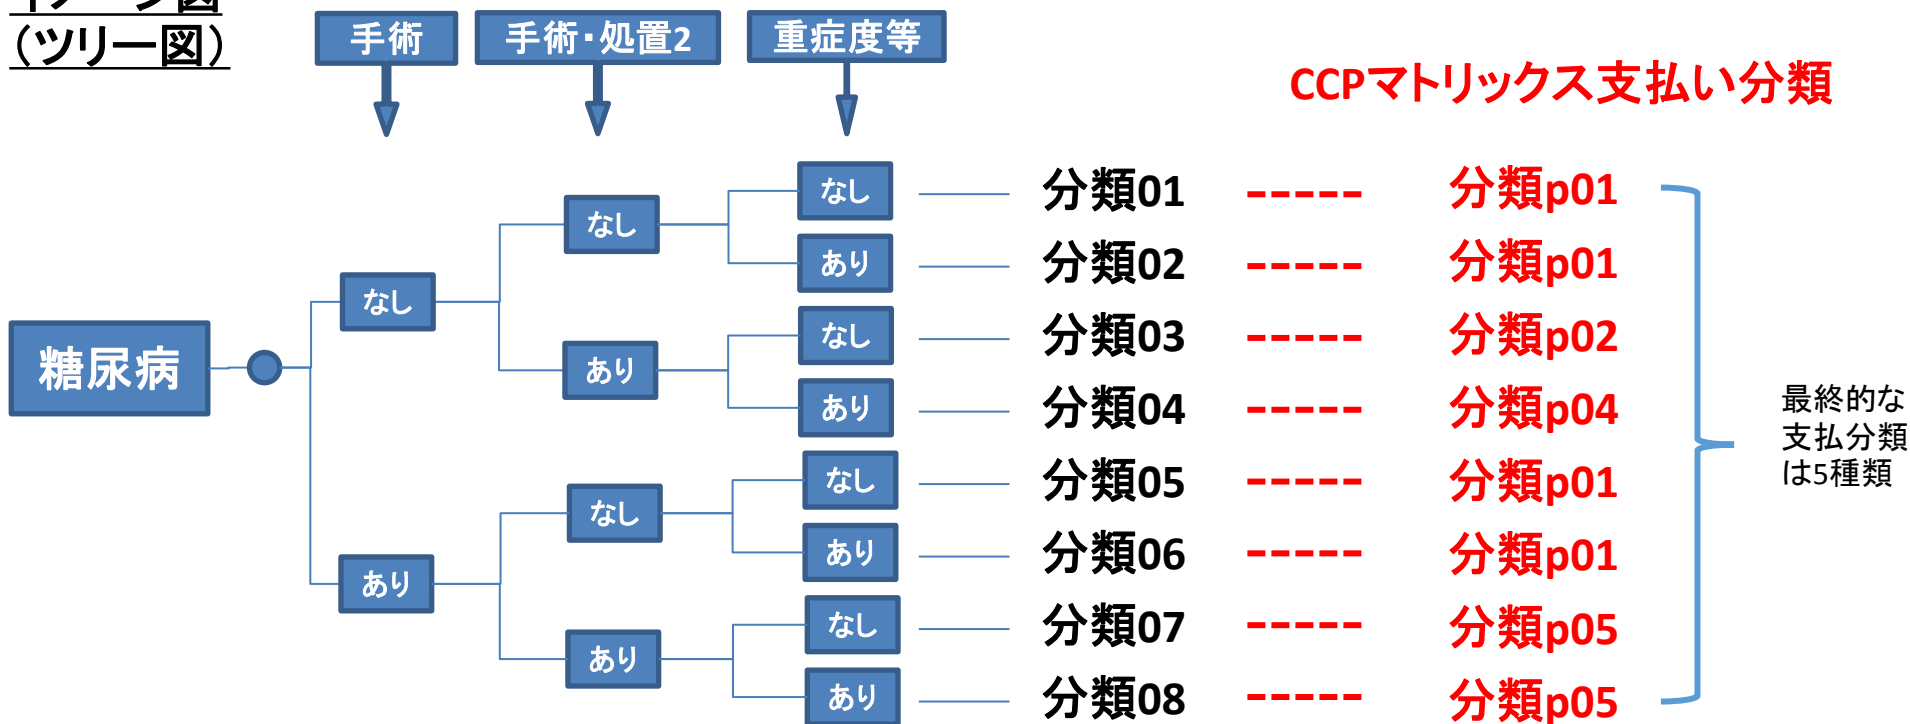 イメージ図
（ツリー図）
手術
手術・処置2
重症度等
CCPマトリックス支払い分類
糖尿病
なし
あり
なし
あり
なし
あり
なし
あり
なし
あり
なし
あり
なし
あり
分類01 ----- 分類p01
分類02 ----- 分類p01
分類03 ----- 分類p02
分類04 ----- 分類p04
分類05 ----- 分類p01
分類06 ----- 分類p01
分類07 ----- 分類p05
分類08 ----- 分類p05
最終的な
支払分類
は5種類